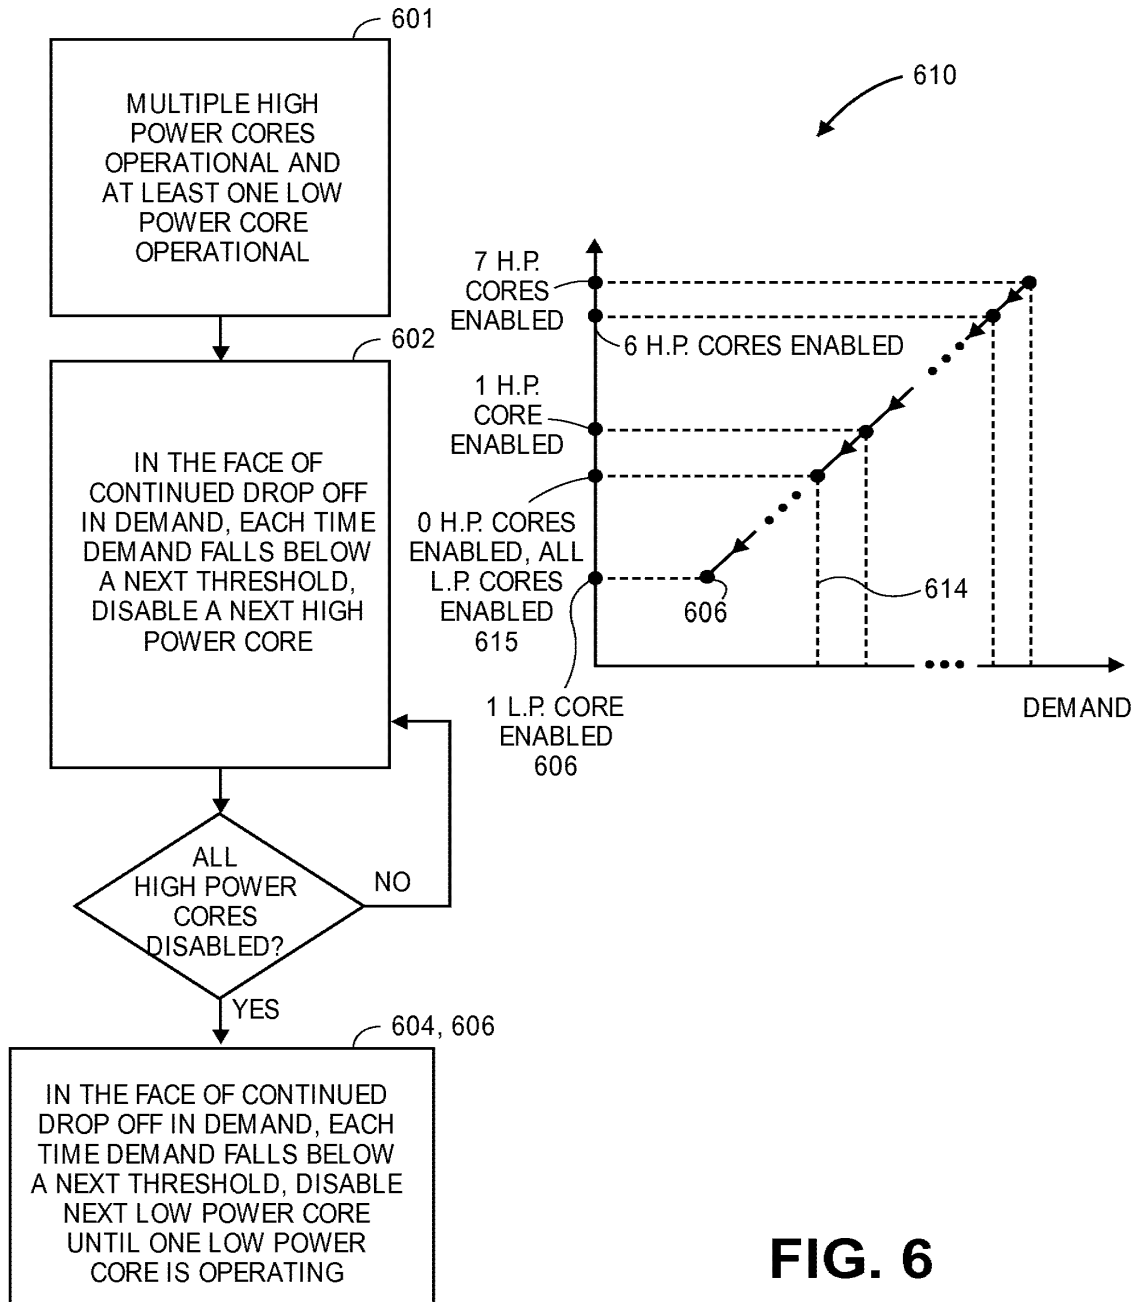 601
MULTIPLE HIGH
POWER CORES
OPERATIONAL AND
AT LEAST ONE LOW
POWER CORE
OPERATIONAL
602
IN THE FACE OF
CONTINUED DROP OFF
IN DEMAND, EACH TIME
DEMAND FALLS BELOW
A NEXT THRESHOLD,
DISABLE A NEXT HIGH
POWER CORE
ALL
HIGH POWER
CORES
DISABLED?
NO
YES
604, 606
IN THE FACE OF CONTINUED
DROP OFF IN DEMAND, EACH
TIME DEMAND FALLS BELOW
A NEXT THRESHOLD, DISABLE
NEXT LOW POWER CORE
UNTIL ONE LOW POWER
CORE IS OPERATING
610
7 H.P.
CORES
ENABLED
6 H.P. CORES ENABLED
1 H.P.
CORE
ENABLED
0 H.P. CORES
ENABLED, ALL
L.P. CORES
ENABLED
615
606
614
1 L.P. CORE
ENABLED
606
DEMAND
FIG. 6